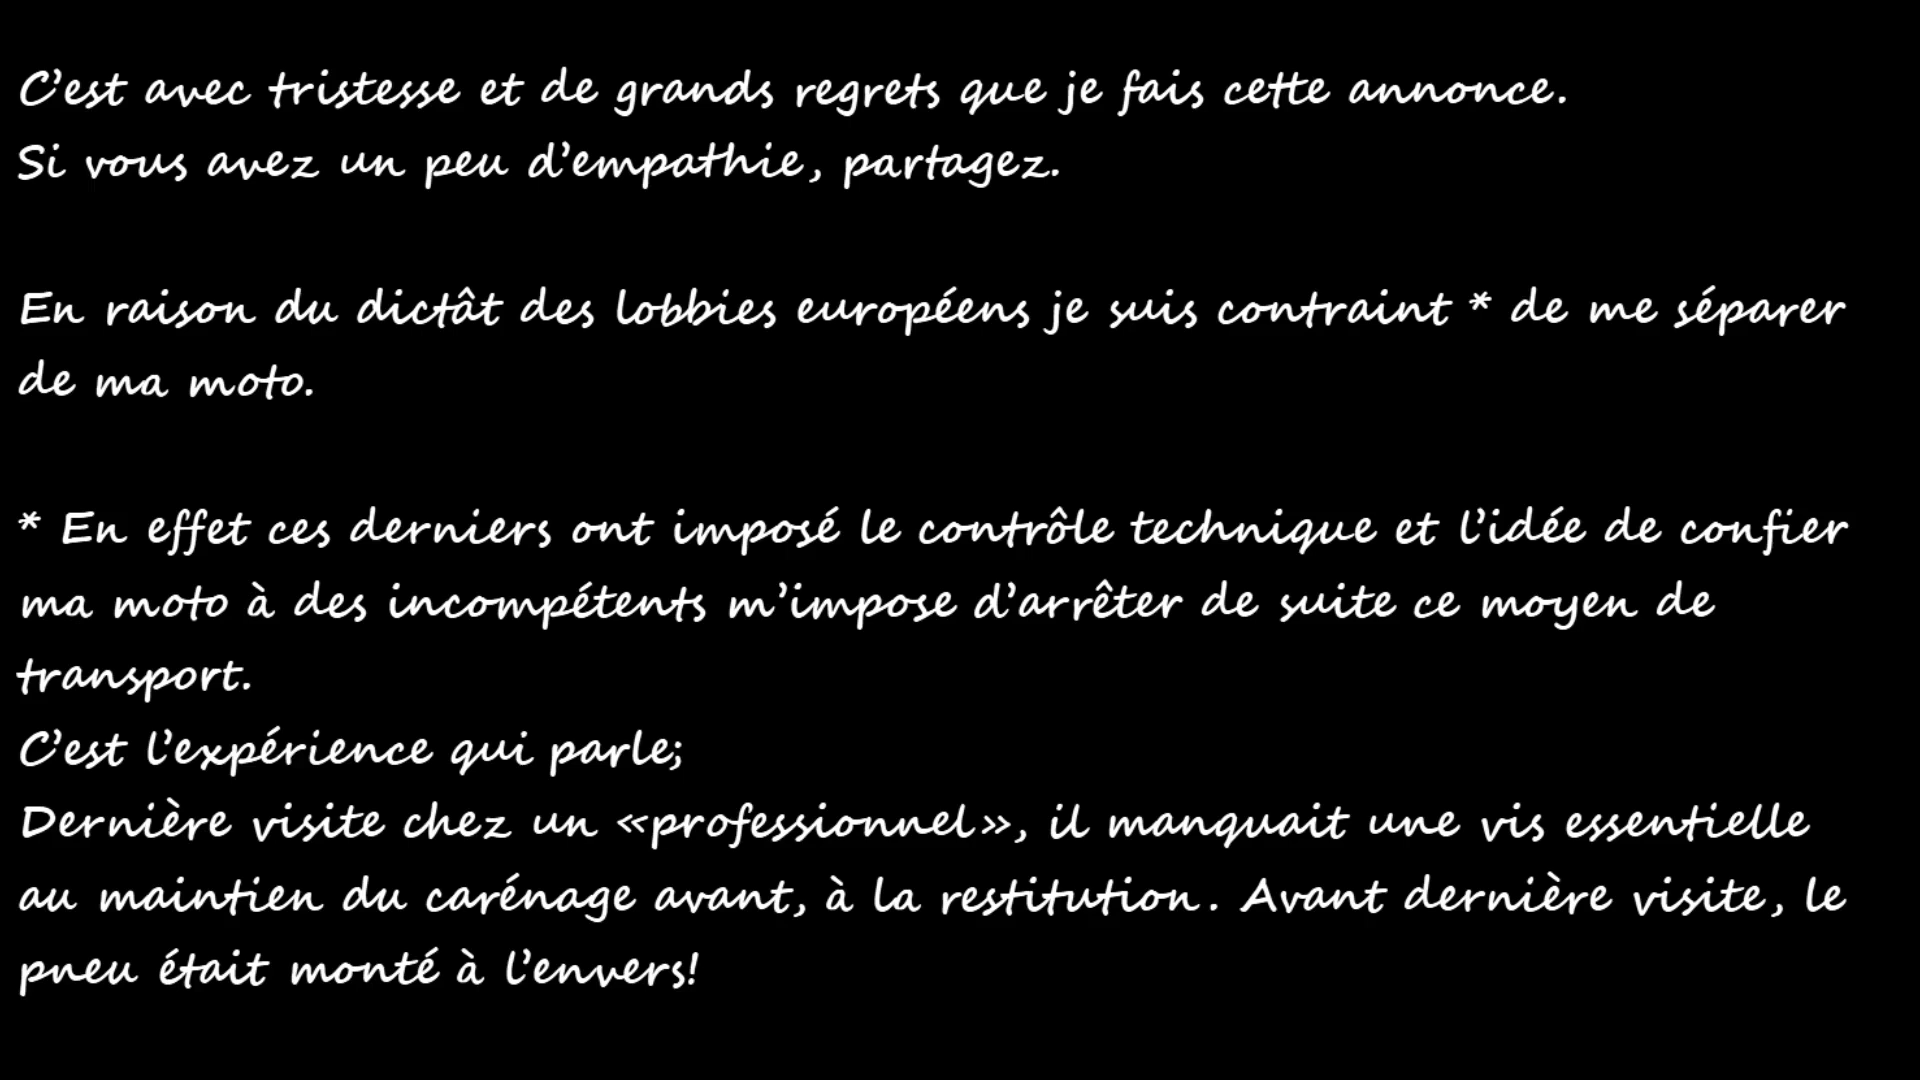 C'est avec tristesse et de grands regrets que je fais cette annonce.
Si vous avez un peu d'empathie, partagez.
En raison du dictât des lobbies européens je suis contraint * de me séparer
de ma moto.
* En effet ces derniers ont imposé le contrôle technique et l'idée de confier
ma moto à des incompétents m'impose d'arrêter de suite ce moyen de
transport.
C'est l'expérience qui parle;
Dernière visite chez un «professionnel», il manquait une vis essentielle
au maintien du carénage avant, à la restitution. Avant dernière visite, le
pneu était monté à l'envers!